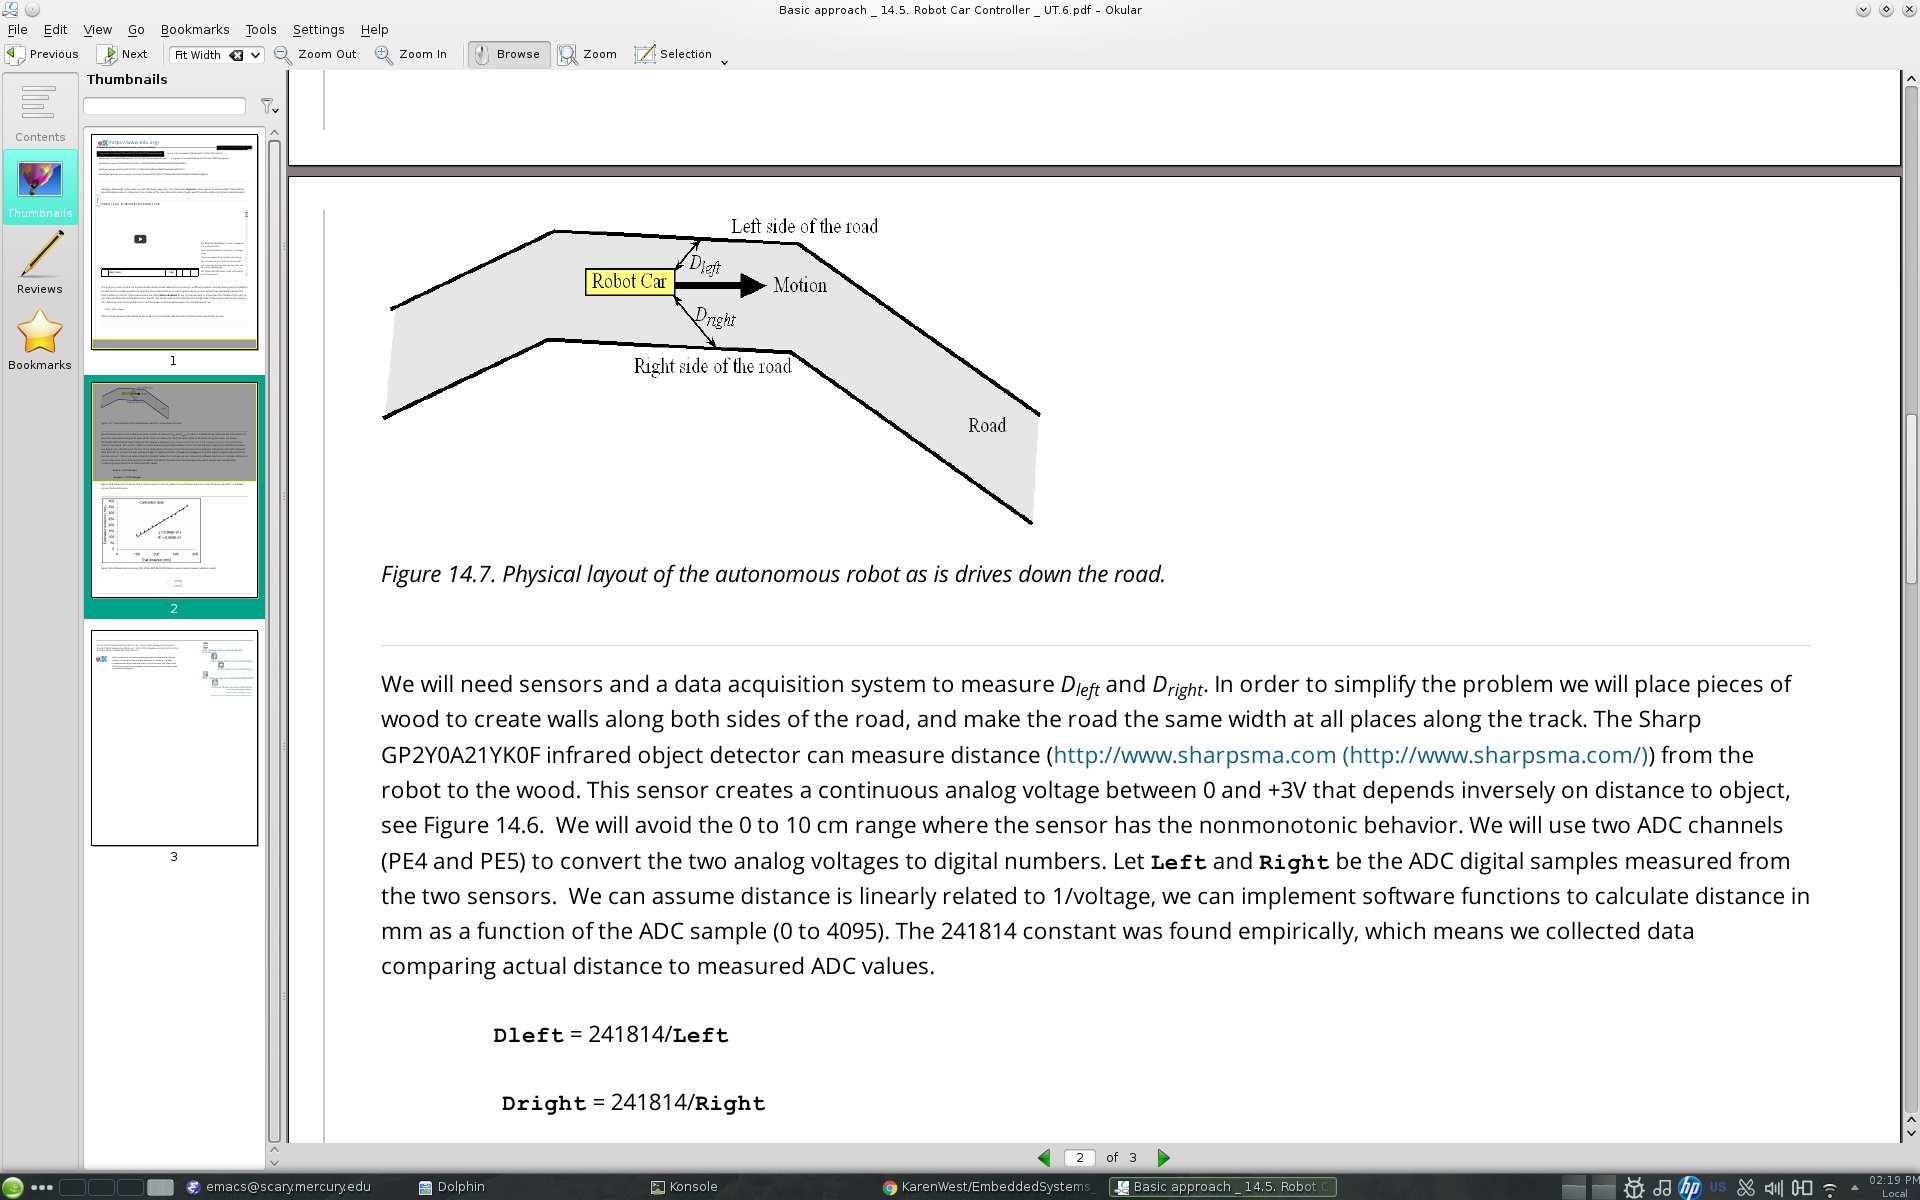 Basic approach _ 14.5. Robot Car Controller _ UT.6.pdf – Okular
File Edit View Go Bookmarks Tools Settings Help
Previous Next Fit Width Zoom Out Zoom In Browse Zoom Selection
Thumbnails
Contents
Thumbnails
Reviews
Bookmarks
1
2
3
Left side of the road
Dleft
Robot Car
Motion
Dright
Right side of the road
Road
Figure 14.7. Physical layout of the autonomous robot as is drives down the road.
We will need sensors and a data acquisition system to measure Dleft and Dright. In order to simplify the problem we will place pieces of
wood to create walls along both sides of the road, and make the road the same width at all places along the track. The Sharp
GP2Y0A21YK0F infrared object detector can measure distance (http://www.sharpsma.com (http://www.sharpsma.com/)) from the
robot to the wood. This sensor creates a continuous analog voltage between 0 and +3V that depends inversely on distance to object,
see Figure 14.6.  We will avoid the 0 to 10 cm range where the sensor has the nonmonotonic behavior. We will use two ADC channels
(PE4 and PE5) to convert the two analog voltages to digital numbers. Let Left and Right be the ADC digital samples measured from
the two sensors.  We can assume distance is linearly related to 1/voltage, we can implement software functions to calculate distance in
mm as a function of the ADC sample (0 to 4095). The 241814 constant was found empirically, which means we collected data
comparing actual distance to measured ADC values.
Dleft = 241814/Left
Dright = 241814/Right
2 of 3
emacs@scary.mercury.edu Dolphin Konsole KarenWest/EmbeddedSystems Basic approach _ 14.5. Robot C US hp 02:19 PM
Local